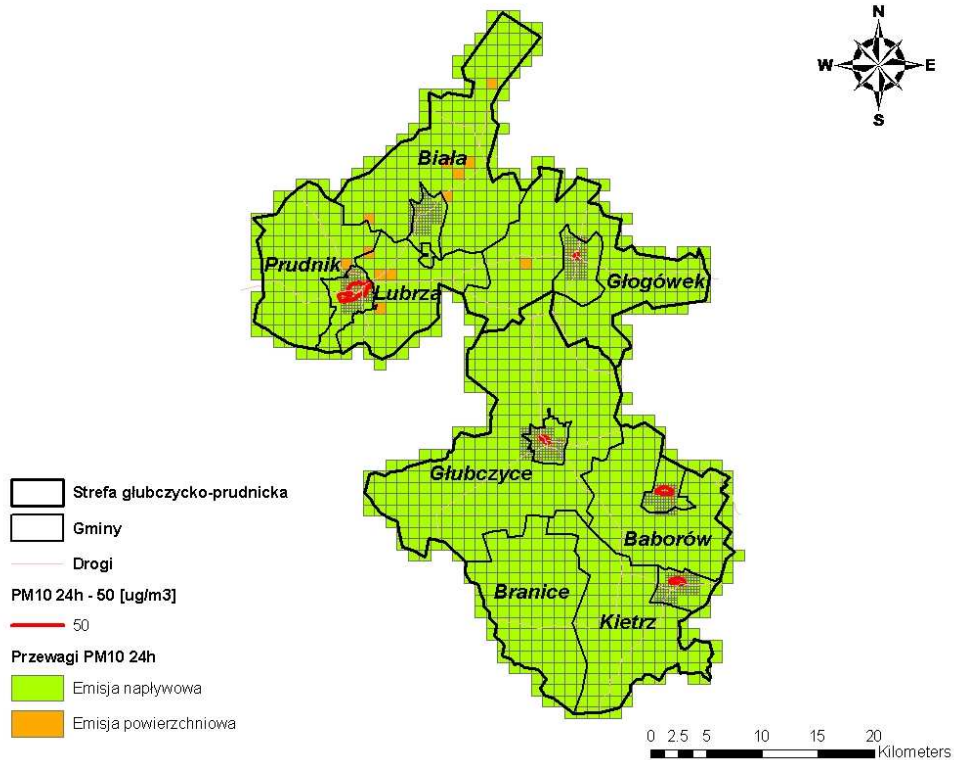 N
W E
S
Biała
Prudnik
Lubrza
Głogówek
Głubczyce
Baborów
Branice
Kietrz
Strefa głubczycko-prudnicka
Gminy
Drogi
PM10 24h - 50 [ug/m3]
50
Przewagi PM10 24h
Emisja napływowa
Emisja powierzchniowa
0 2.5 5 10 15 20
Kilometers